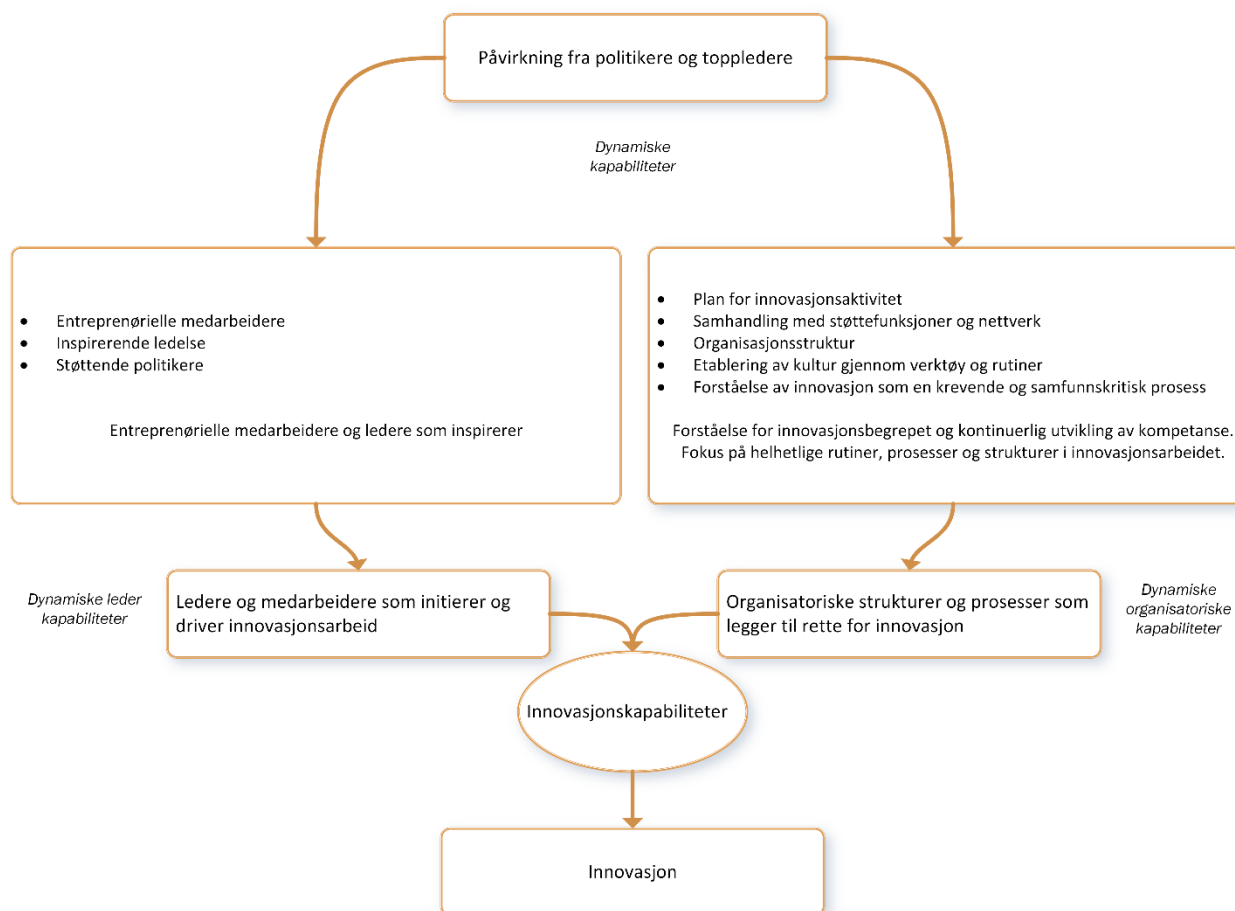 Påvirkning fra politikere og toppledere
Dynamiske
kapabiliteter
• Entreprenørielle medarbeidere
• Inspirerende ledelse
• Støttende politikere
Entreprenørielle medarbeidere og ledere som inspirerer
• Plan for innovasjonsaktivitet
• Samhandling med støttefunksjoner og nettverk
• Organisasjonsstruktur
• Etablering av kultur gjennom verktøy og rutiner
• Forståelse av innovasjon som en krevende og samfunnskritisk prosess
Forståelse for innovasjonsbegrepet og kontinuerlig utvikling av kompetanse.
Fokus på helhetlige rutiner, prosesser og strukturer i innovasjonsarbeidet.
Dynamiske leder
kapabiliteter
Ledere og medarbeidere som initierer og
driver innovasjonsarbeid
Organisatoriske strukturer og prosesser som
legger til rette for innovasjon
Dynamiske
organisatoriske
kapabiliteter
Innovasjonskapabiliteter
Innovasjon